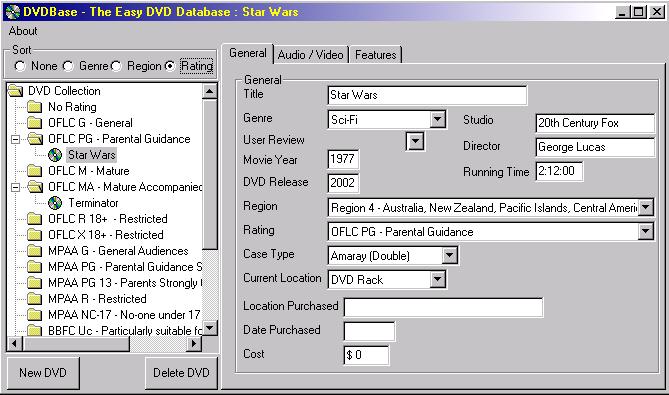 DVDBase - The Easy DVD Database : Star Wars
About
Sort
None Genre Region Rating
DVD Collection
No Rating
OFLC G - General
OFLC PG - Parental Guidance
Star Wars
OFLC M - Mature
OFLC MA - Mature Accompanied
Terminator
OFLC R 18+ - Restricted
OFLC X 18+ - Restricted
MPAA G - General Audiences
MPAA PG - Parental Guidance S
MPAA PG 13 - Parents Strongly
MPAA R - Restricted
MPAA NC-17 - No-one under 17
BBFC Uc - Particularly suitable fo
New DVD Delete DVD
General Audio / Video Features
General
Title Star Wars
Genre Sci-Fi Studio 20th Century Fox
User Review Director George Lucas
Movie Year 1977 Running Time 2:12:00
DVD Release 2002
Region Region 4 - Australia, New Zealand, Pacific Islands, Central Ameri
Rating OFLC PG - Parental Guidance
Case Type Amaray (Double)
Current Location DVD Rack
Location Purchased
Date Purchased
Cost $ 0